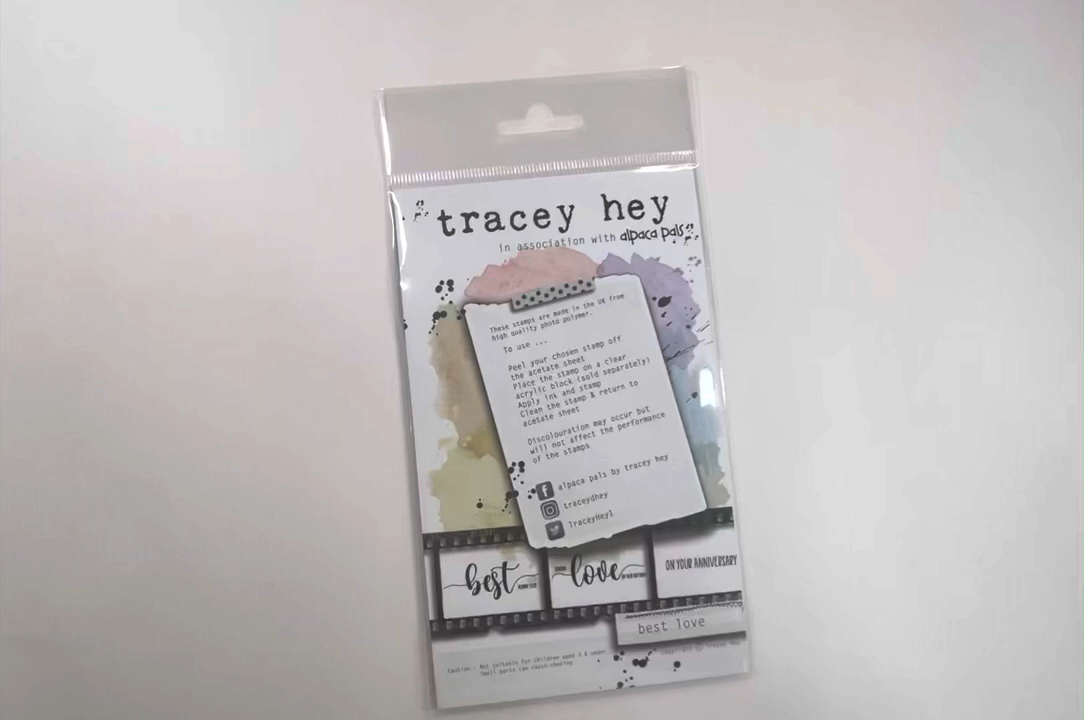 tracey hey
in association with alpaca pals
These stamps are made in the UK from
high quality photo polymer.
To use ...
Peel your chosen stamp off
the acetate sheet
Place the stamp on a clear
acrylic block (sold separately)
Apply ink and stamp
Clean the stamp & return to
acetate sheet
Discolouration may occur but
will not affect the performance
of the stamps
alpaca pals by tracey hey
traceydhey
TraceyHey1
best
love
ON YOUR ANNIVERSARY
best love
Caution - Not suitable for children aged 3 & under
Small parts can cause choking
Copyright © Tracey Hey